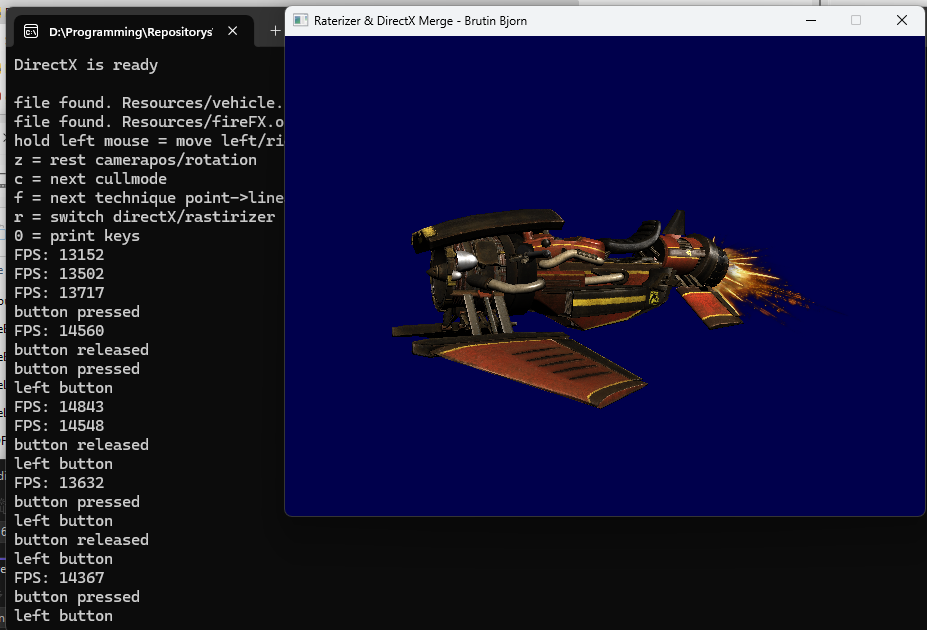 D:\Programming\Repositorys
Raterizer & DirectX Merge - Brutin Bjorn
DirectX is ready
file found. Resources/vehicle.
file found. Resources/fireFX.o
hold left mouse = move left/ri
z = rest camerapos/rotation
c = next cullmode
f = next technique point->line
r = switch directX/rastirizer
0 = print keys
FPS: 13152
FPS: 13502
FPS: 13717
button pressed
FPS: 14560
button released
button pressed
left button
FPS: 14843
FPS: 14548
button released
left button
FPS: 13632
button pressed
left button
button released
left button
FPS: 14367
button pressed
left button